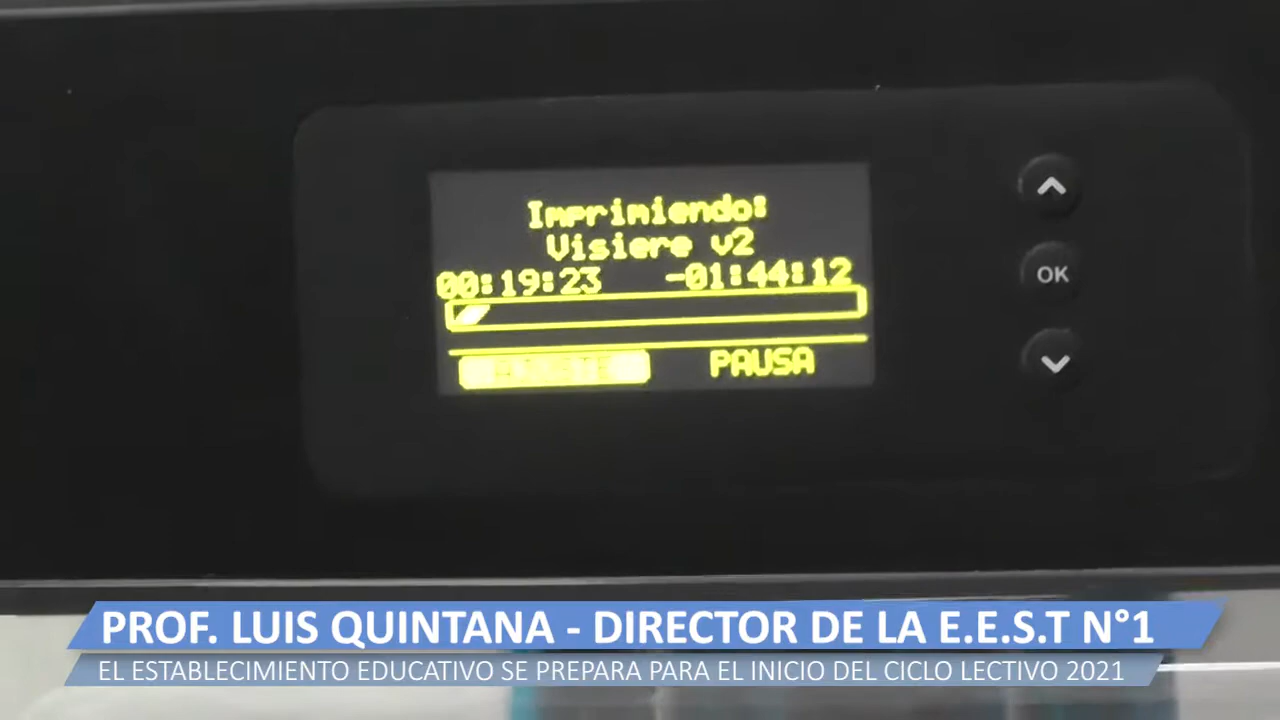 Imprimiendo:
Visiere v2
00:19:23 -01:44:12
PAUSA
OK
PROF. LUIS QUINTANA - DIRECTOR DE LA E.E.S.T N°1
EL ESTABLECIMIENTO EDUCATIVO SE PREPARA PARA EL INICIO DEL CICLO LECTIVO 2021